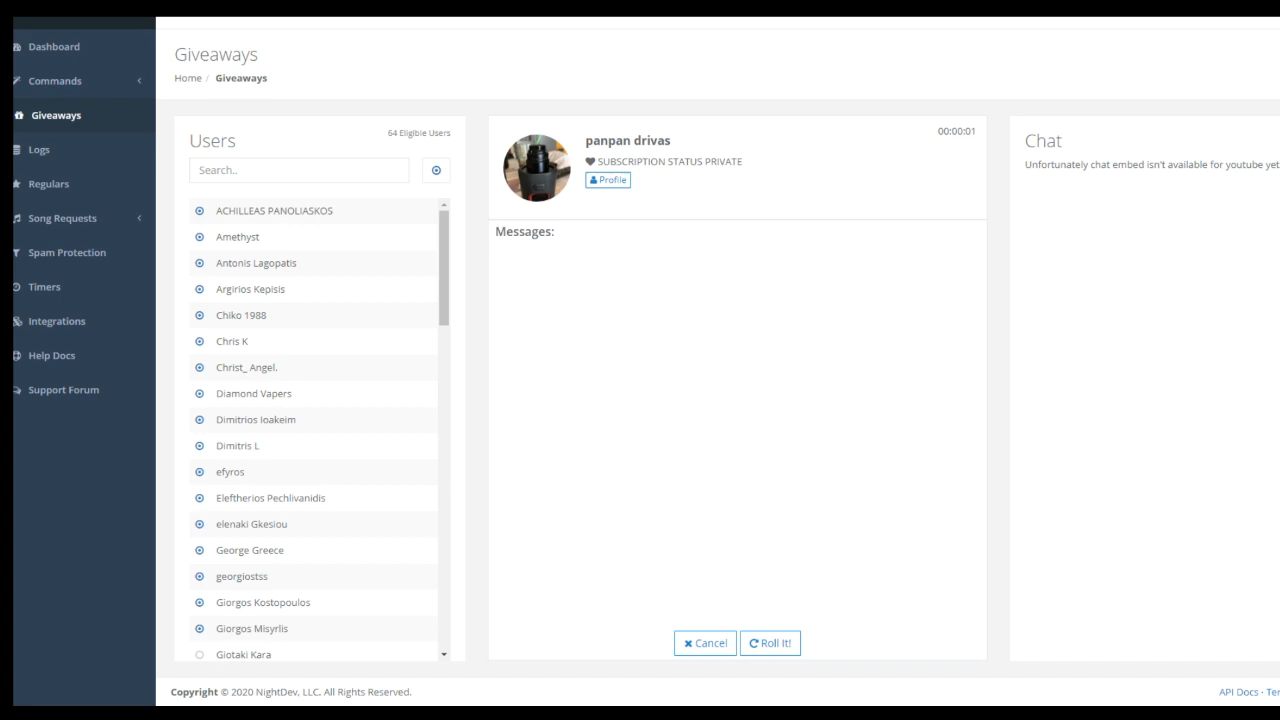 Dashboard
Commands
Giveaways
Logs
Regulars
Song Requests
Spam Protection
Timers
Integrations
Help Docs
Support Forum
Giveaways
Home / Giveaways
Users
64 Eligible Users
Search..
ACHILLEAS PANOLIASKOS
Amethyst
Antonis Lagopatis
Argirios Kepisis
Chiko 1988
Chris K
Christ_ Angel.
Diamond Vapers
Dimitrios Ioakeim
Dimitris L
efyros
Eleftherios Pechlivanidis
elenaki Gkesiou
George Greece
georgiostss
Giorgos Kostopoulos
Giorgos Misyrlis
Giotaki Kara
panpan drivas
00:00:01
SUBSCRIPTION STATUS PRIVATE
Profile
Messages:
Cancel
Roll It!
Chat
Unfortunately chat embed isn't available for youtube yet
Copyright © 2020 NightDev, LLC. All Rights Reserved.
API Docs · Ter